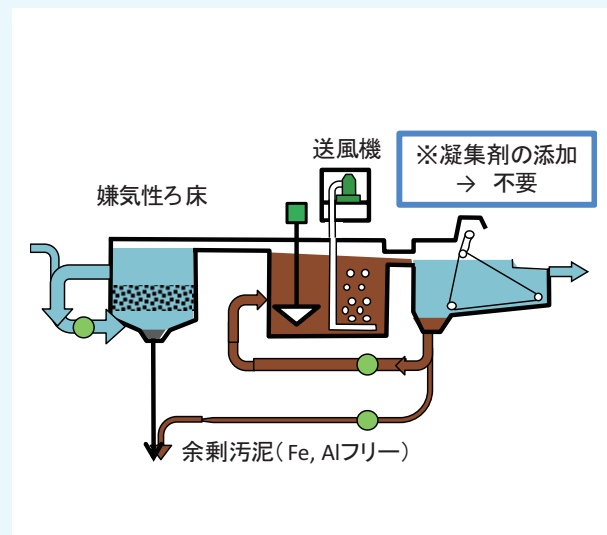 送風機
※凝集剤の添加
→ 不要
嫌気性ろ床
余剰汚泥(Fe, Alフリー)